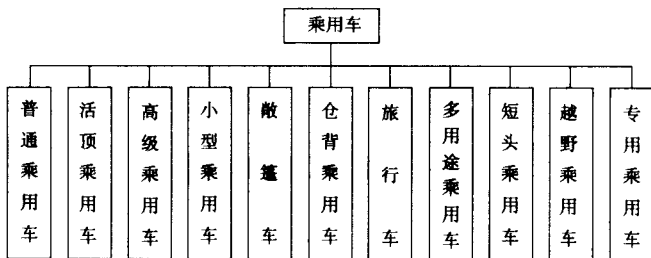 乘用车
普通乘用车
活顶乘用车
高级乘用车
小型乘用车
敞篷车
仓背乘用车
旅行车
多用途乘用车
短头乘用车
越野乘用车
专用乘用车